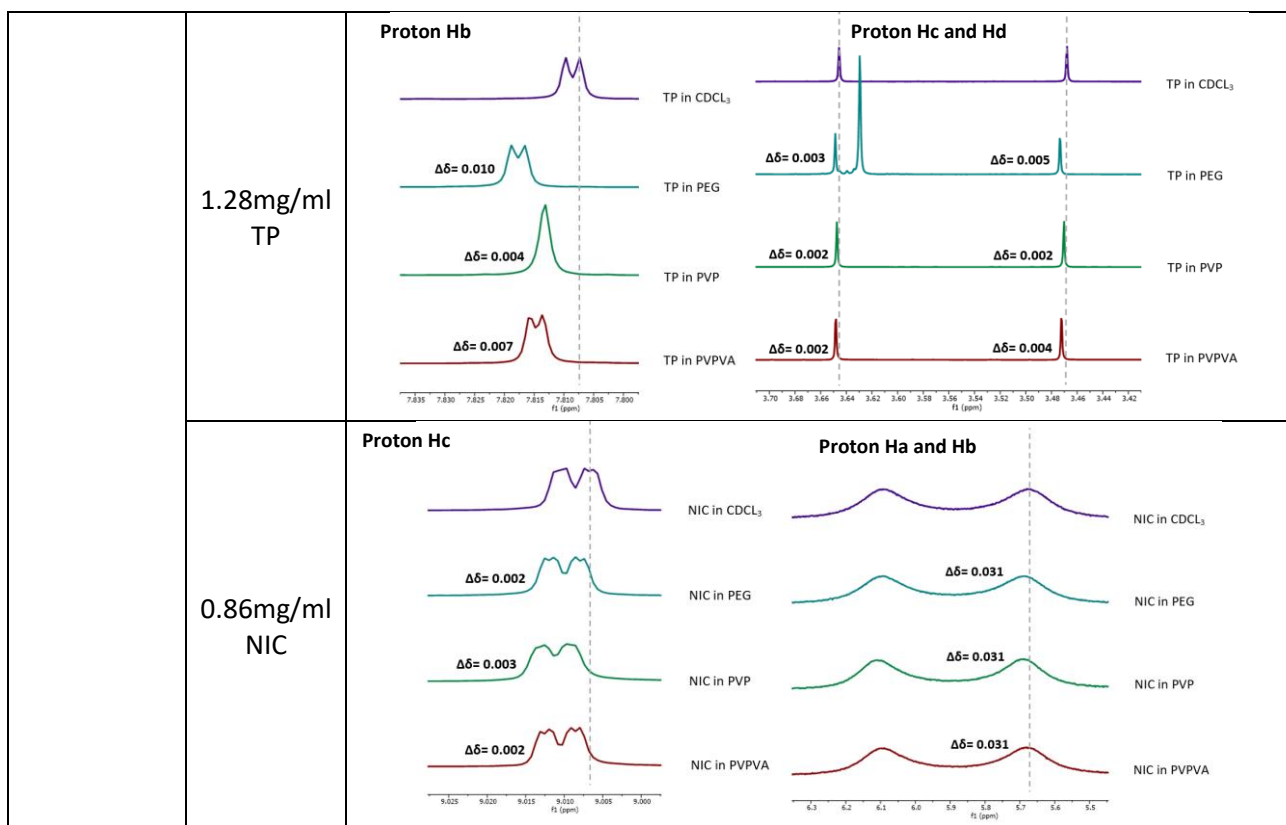 1.28mg/ml
TP
Proton Hb
TP in CDCL₃
Δδ= 0.010
TP in PEG
Δδ= 0.004
TP in PVP
Δδ= 0.007
TP in PVPVA
7.835 7.830 7.825 7.820 7.815 7.810 7.805 7.800
f1 (ppm)
Proton Hc and Hd
TP in CDCL₃
Δδ= 0.003 Δδ= 0.005
TP in PEG
Δδ= 0.002 Δδ= 0.002
TP in PVP
Δδ= 0.002 Δδ= 0.004
TP in PVPVA
3.70 3.68 3.66 3.64 3.62 3.60 3.58 3.56 3.54 3.52 3.50 3.48 3.46 3.44 3.42
f1 (ppm)
0.86mg/ml
NIC
Proton Hc
NIC in CDCL₃
Δδ= 0.002
NIC in PEG
Δδ= 0.003
NIC in PVP
Δδ= 0.002
NIC in PVPVA
9.025 9.020 9.015 9.010 9.005 9.000
f1 (ppm)
Proton Ha and Hb
NIC in CDCL₃
Δδ= 0.031
NIC in PEG
Δδ= 0.031
NIC in PVP
Δδ= 0.031
NIC in PVPVA
6.3 6.2 6.1 6.0 5.9 5.8 5.7 5.6 5.5
f1 (ppm)